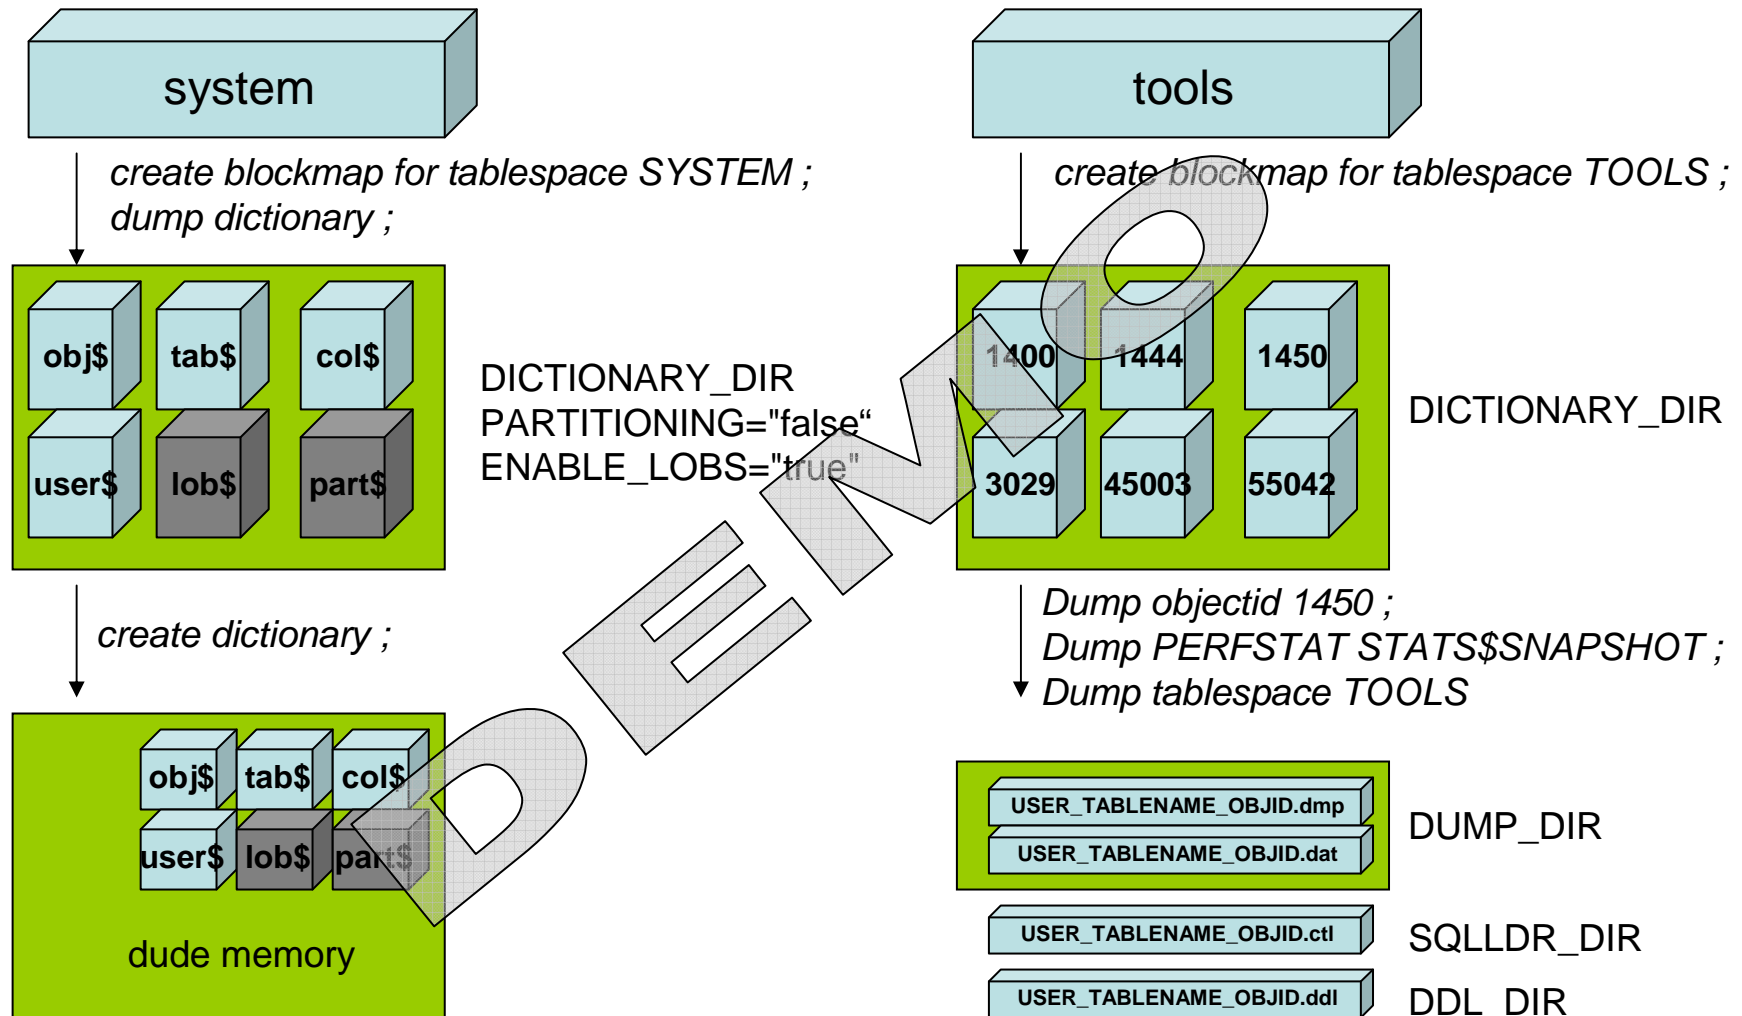 system
create blockmap for tablespace SYSTEM ;
dump dictionary ;
obj$ tab$ col$
user$ lob$ part$
DICTIONARY_DIR
PARTITIONING="false“
ENABLE_LOBS="true"
create dictionary ;
obj$ tab$ col$
user$ lob$ part$
dude memory
tools
create blockmap for tablespace TOOLS ;
1400 1444 1450
3029 45003 55042
DICTIONARY_DIR
Dump objectid 1450 ;
Dump PERFSTAT STATS$SNAPSHOT ;
Dump tablespace TOOLS
USER_TABLENAME_OBJID.dmp
USER_TABLENAME_OBJID.dat
DUMP_DIR
USER_TABLENAME_OBJID.ctl
SQLLDR_DIR
USER_TABLENAME_OBJID.ddl
DDL_DIR
DEMO